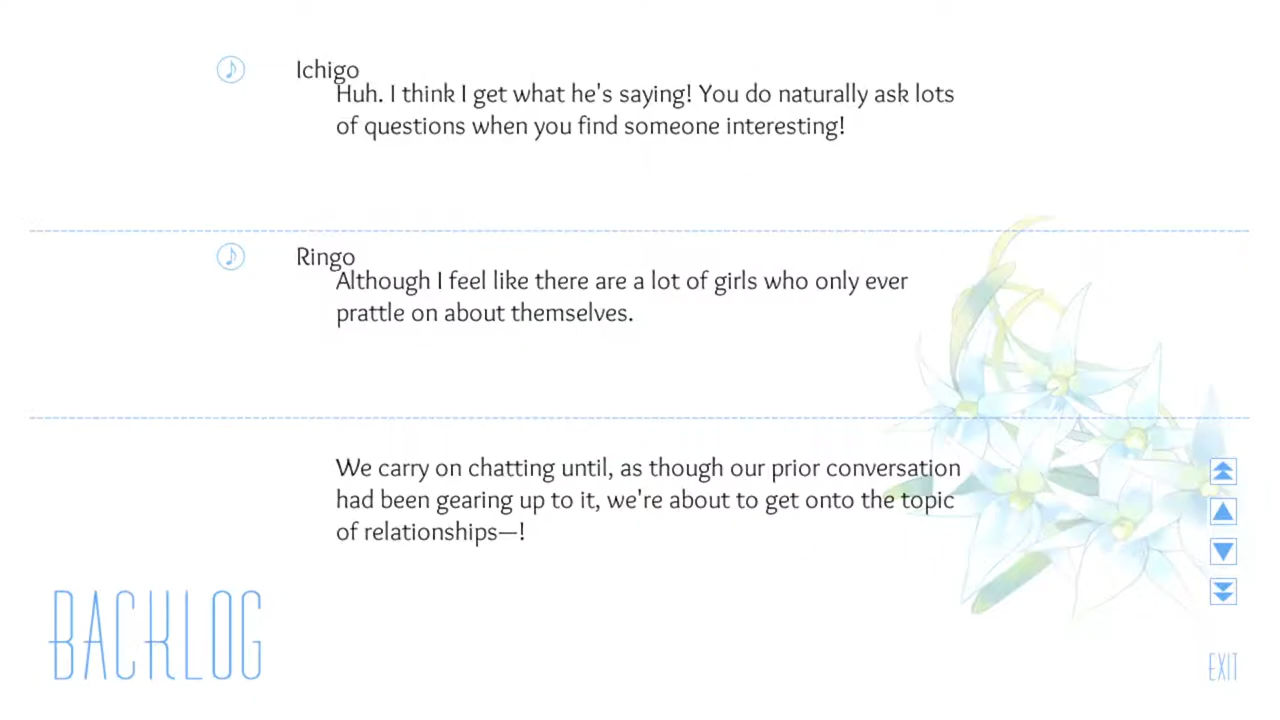 Ichigo
Huh. I think I get what he's saying! You do naturally ask lots
of questions when you find someone interesting!
Ringo
Although I feel like there are a lot of girls who only ever
prattle on about themselves.
We carry on chatting until, as though our prior conversation
had been gearing up to it, we're about to get onto the topic
of relationships—!
BACKLOG
EXIT